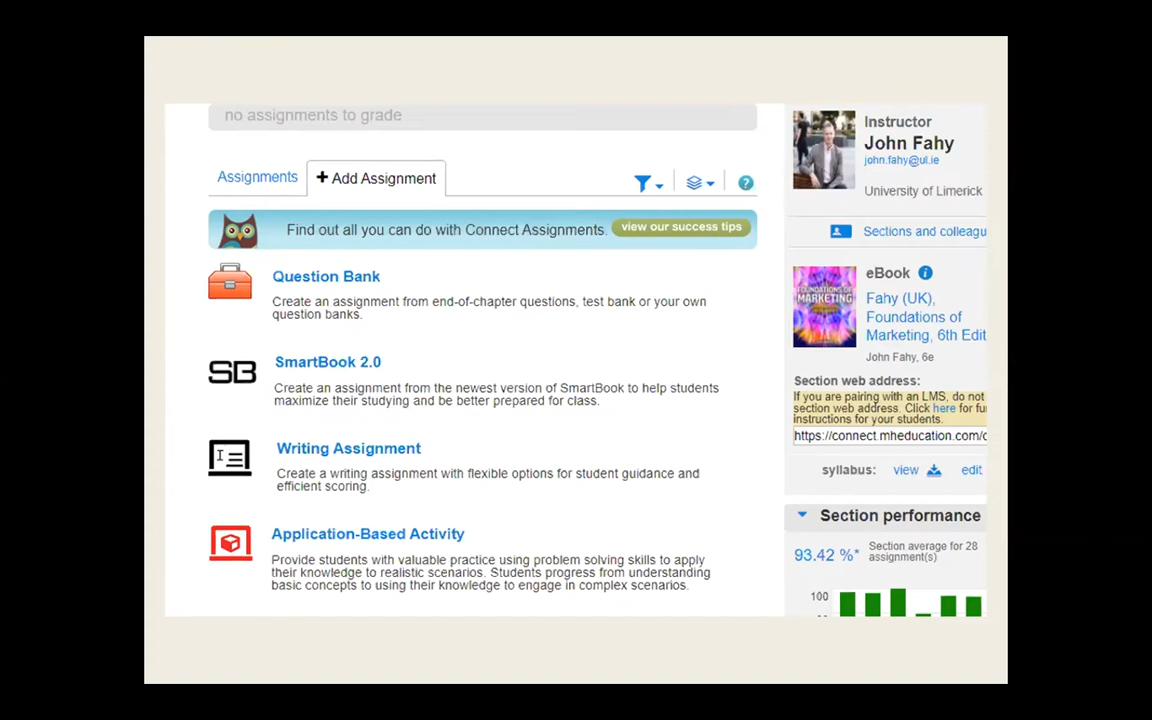 no assignments to grade
Assignments
+ Add Assignment
?
Find out all you can do with Connect Assignments.
view our success tips
Question Bank
Create an assignment from end-of-chapter questions, test bank or your own
question banks.
SB
SmartBook 2.0
Create an assignment from the newest version of SmartBook to help students
maximize their studying and be better prepared for class.
Writing Assignment
Create a writing assignment with flexible options for student guidance and
efficient scoring.
Application-Based Activity
Provide students with valuable practice using problem solving skills to apply
their knowledge to realistic scenarios. Students progress from understanding
basic concepts to using their knowledge to engage in complex scenarios.
Instructor
John Fahy
john.fahy@ul.ie
University of Limerick
Sections and colleagu
eBook i
FOUNDATIONS OF
MARKETING
Fahy (UK),
Foundations of
Marketing, 6th Edit
John Fahy, 6e
Section web address:
If you are pairing with an LMS, do not
section web address. Click here for fu
instructions for your students.
https://connect.mheducation.com/c
syllabus: view edit
Section performance
93.42 %*
Section average for 28
assignment(s)
100